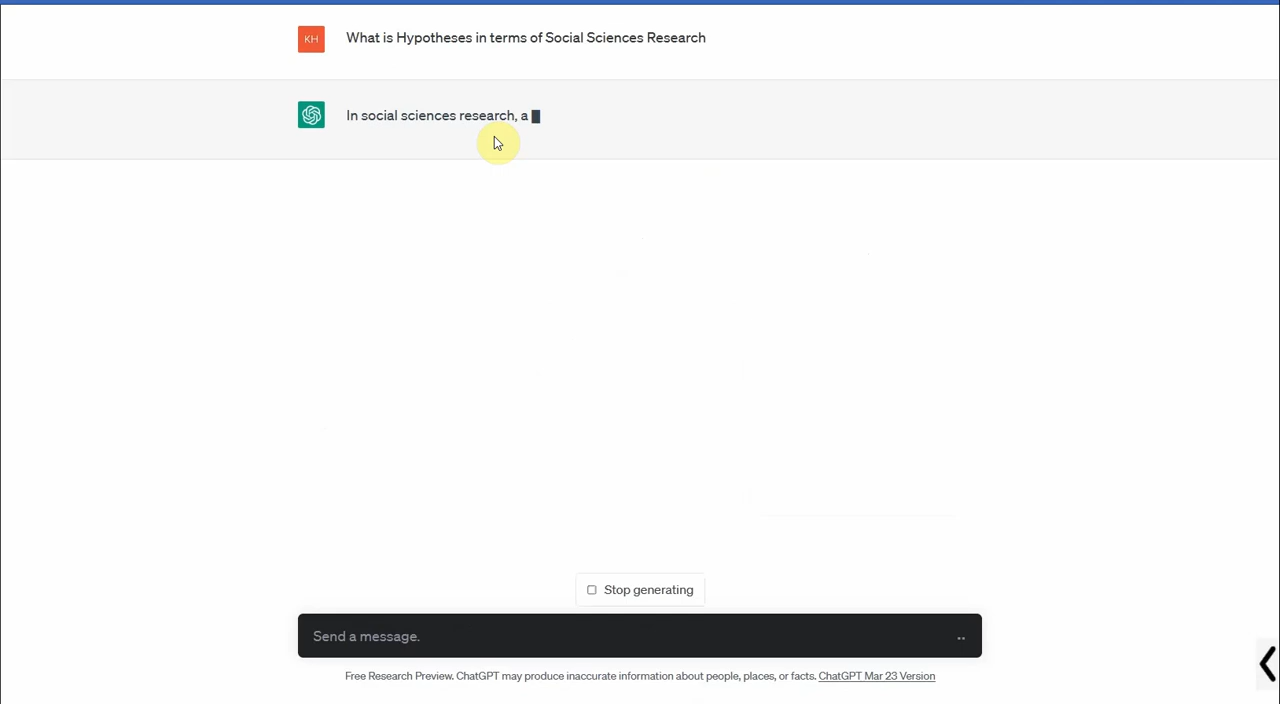 KH
What is Hypotheses in terms of Social Sciences Research
In social sciences research, a
Stop generating
Send a message.
Free Research Preview. ChatGPT may produce inaccurate information about people, places, or facts. ChatGPT Mar 23 Version